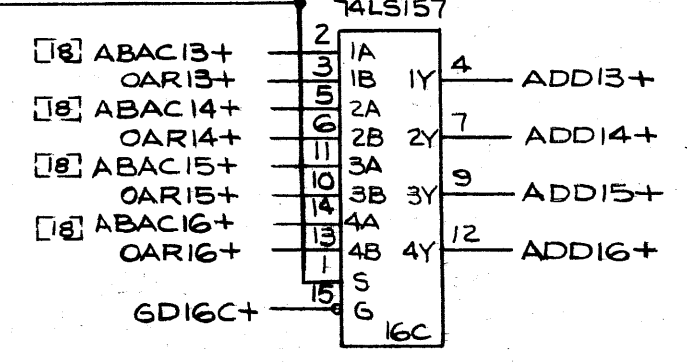 74LS157
[18] ABAC13+ 2 1A
OAR13+ 3 1B 1Y 4 ADD13+
[18] ABAC14+ 5 2A
OAR14+ 6 2B 2Y 7 ADD14+
[18] ABAC15+ 11 3A
OAR15+ 10 3B 3Y 9 ADD15+
[18] ABAC16+ 14 4A
OAR16+ 13 4B 4Y 12 ADD16+
1 S
GD16C+ 15 G
16C